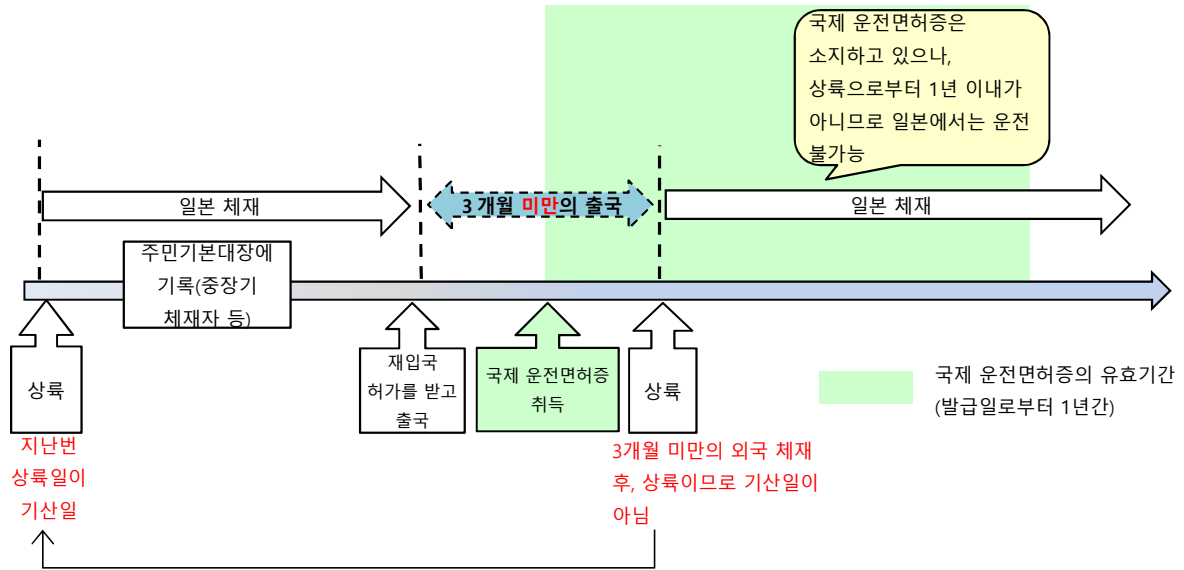 국제 운전면허증은
소지하고 있으나,
상륙으로부터 1년 이내가
아니므로 일본에서는 운전
불가능
일본 체재
3개월 미만의 출국
일본 체재
주민기본대장에
기록(중장기
체재자 등)
상륙
재입국
허가를 받고
출국
국제 운전면허증
취득
상륙
국제 운전면허증의 유효기간
(발급일로부터 1년간)
지난번
상륙일이
기산일
3개월 미만의 외국 체재
후, 상륙이므로 기산일이
아님